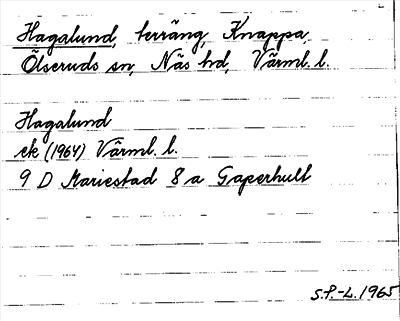 Hagalund, terräng, Knappa,
Ölseruds sn, Näs hd, Värml. l.
Hagalund
ek (1964) Värml. l.
9 D Mariestad 8 a Gaperhult
S.P.-L. 1965